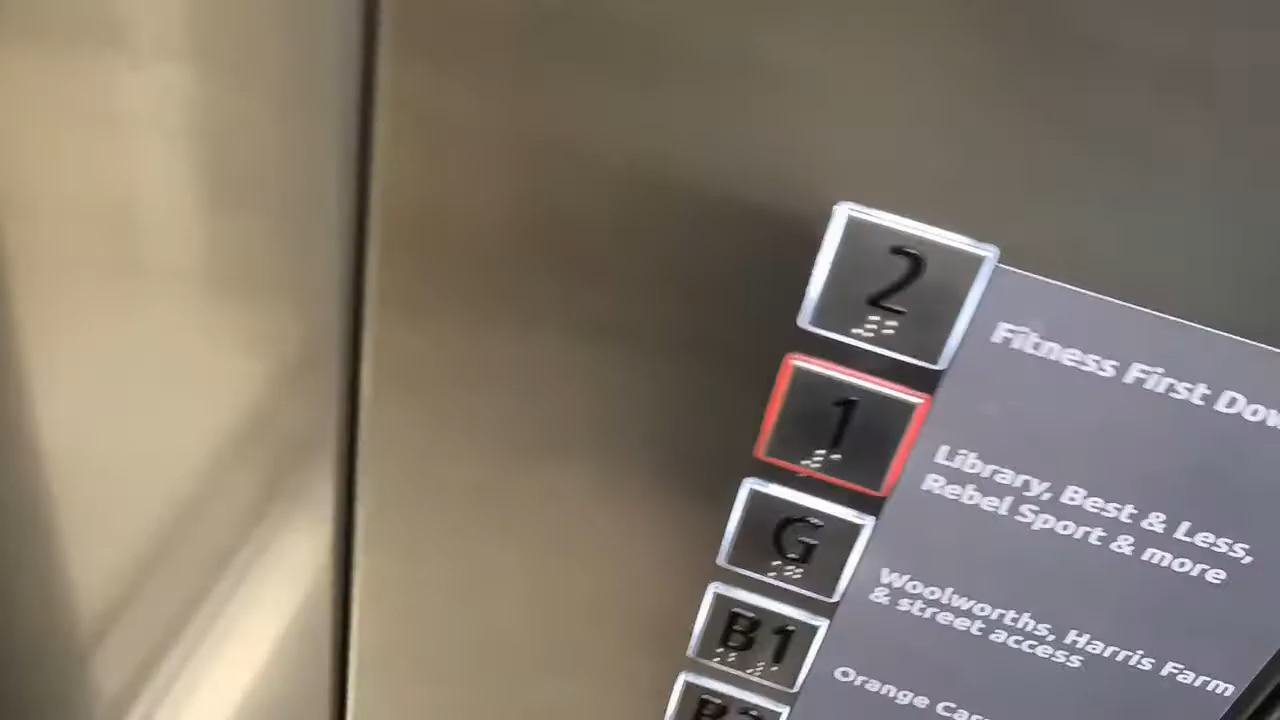 2
Fitness First
1
Library, Best & Less,
Rebel Sport & more
G
Woolworths, Harris Farm
& street access
B1
Orange